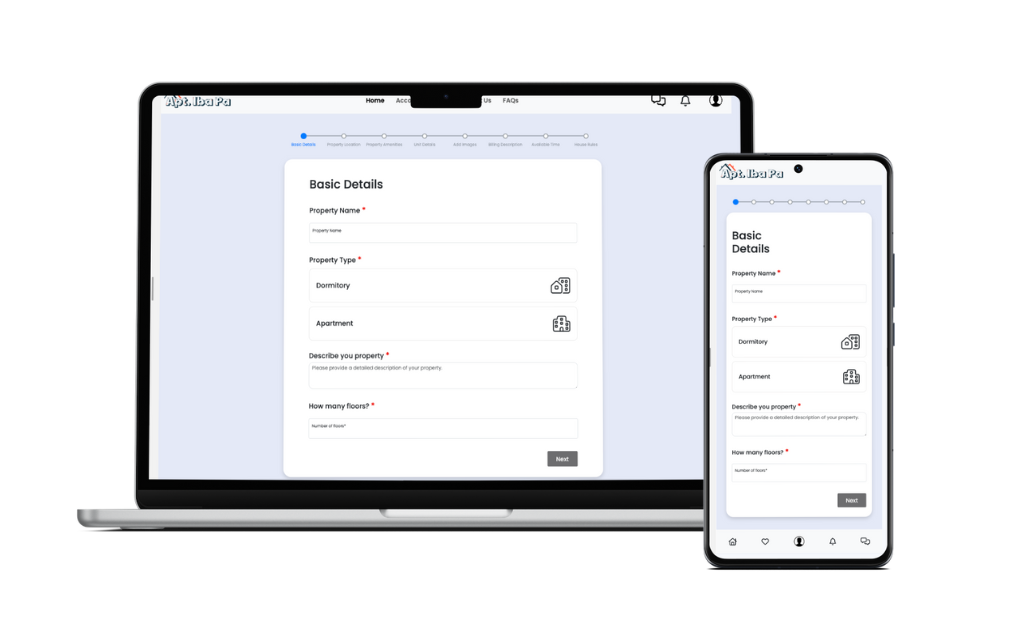 Apt. Iba Pa
Home
Us
FAQs
Basic Details
Property Location
Property Amenities
Unit Details
Add Images
Billing Description
Available Time
House Rules
Basic Details
Property Name *
Property Name
Property Type *
Dormitory
Apartment
Describe you property *
Please provide a detailed description of your property.
How many floors? *
Number of floors*
Next
Apt. Iba Pa
Basic
Details
Property Name *
Property Name
Property Type *
Dormitory
Apartment
Describe you property *
Please provide a detailed description of your property.
How many floors? *
Number of floors*
Next